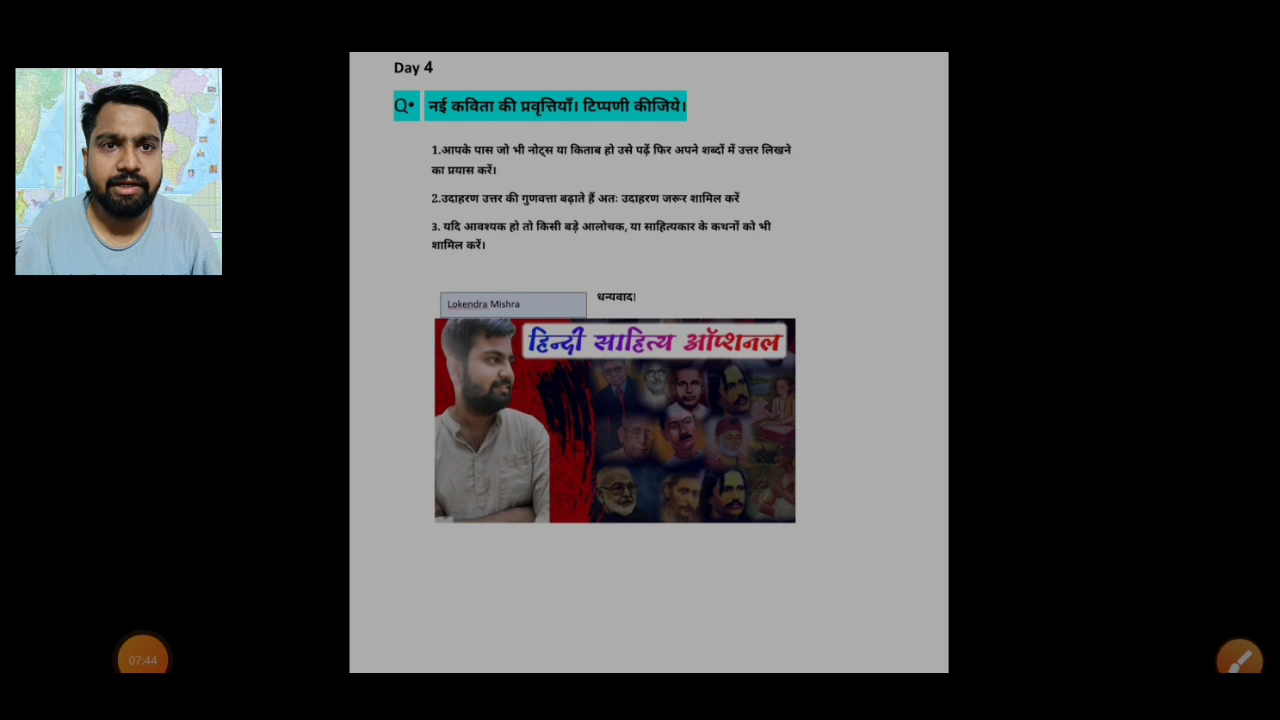 Day 4
Q• नई कविता की प्रवृत्तियाँ। टिप्पणी कीजिये।
1.आपके पास जो भी नोट्स या किताब हो उसे पढ़ें फिर अपने शब्दों में उत्तर लिखने
का प्रयास करें।
2.उदाहरण उत्तर की गुणवत्ता बढ़ाते हैं अतः उदाहरण जरूर शामिल करें
3. यदि आवश्यक हो तो किसी बड़े आलोचक, या साहित्यकार के कथनों को भी
शामिल करें।
धन्यवाद!
Lokendra Mishra
हिन्दी साहित्य ऑप्शनल
07:44